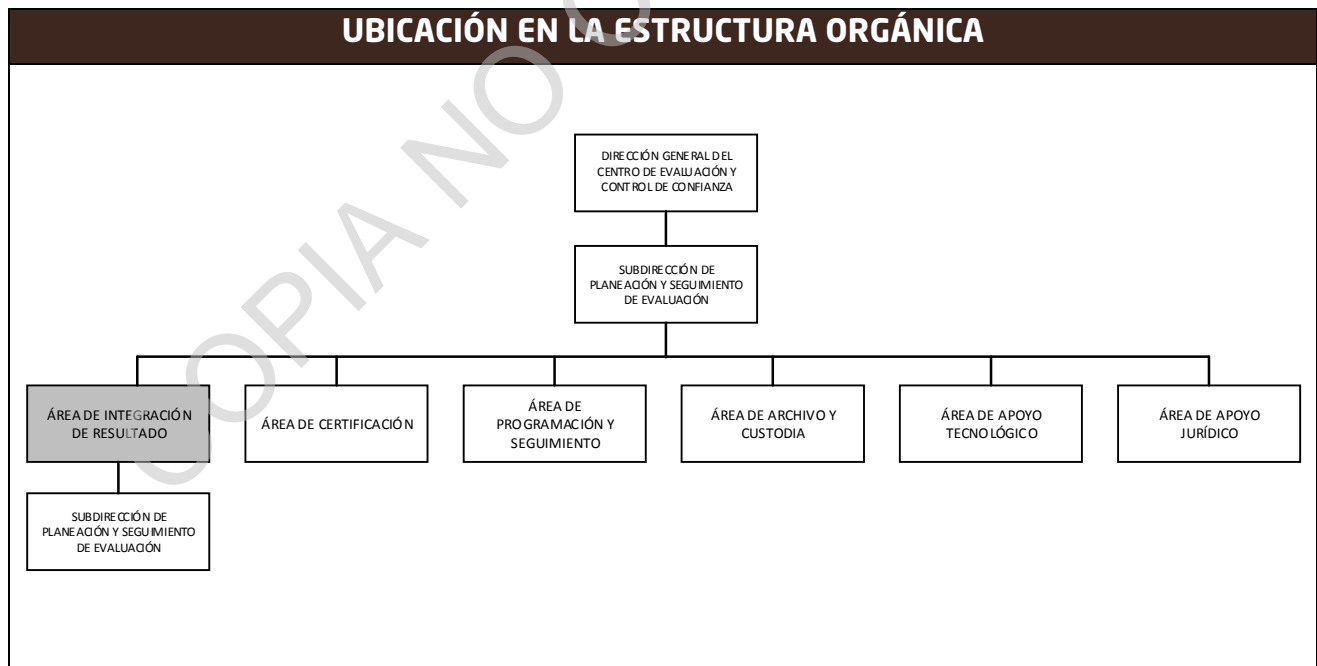 UBICACIÓN EN LA ESTRUCTURA ORGÁNICA
DIRECCIÓN GENERAL DEL
CENTRO DE EVALUACIÓN Y
CONTROL DE CONFIANZA
SUBDIRECCIÓN DE
PLANEACIÓN Y SEGUIMIENTO
DE EVALUACIÓN
ÁREA DE INTEGRACIÓN
DE RESULTADO
ÁREA DE CERTIFICACIÓN
ÁREA DE
PROGRAMACIÓN Y
SEGUIMIENTO
ÁREA DE ARCHIVO Y
CUSTODIA
ÁREA DE APOYO
TECNOLÓGICO
ÁREA DE APOYO
JURÍDICO
SUBDIRECCIÓN DE
PLANEACIÓN Y SEGUIMIENTO
DE EVALUACIÓN
COPIA NO